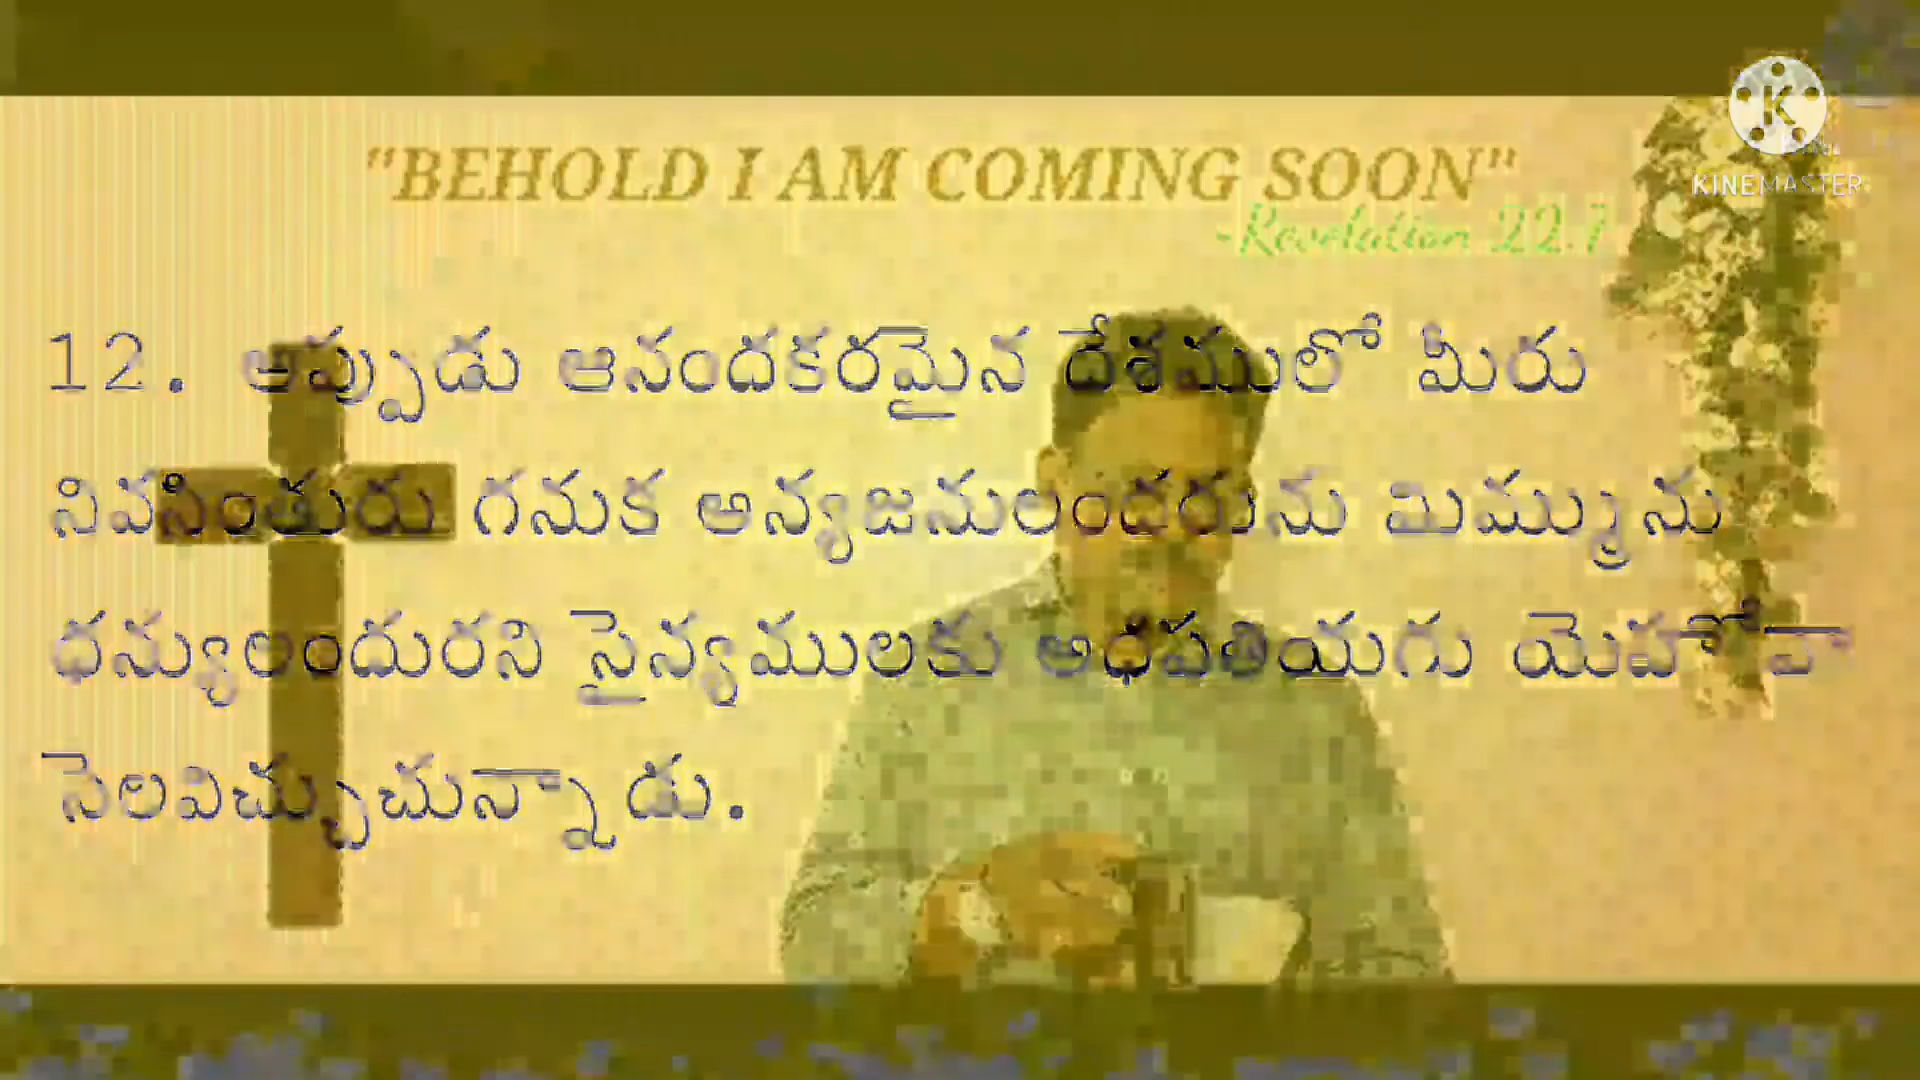 "BEHOLD I AM COMING SOON"
-Revelation 22:7
KINEMASTER
12. అప్పుడు ఆనందకరమైన దేశములో మీరు
నివసింతురు గనుక అన్యజనులందరును మిమ్మును
ధన్యులందురని సైన్యములకు అధిపతియగు యెహోవా
సెలవిచ్చుచున్నాడు.